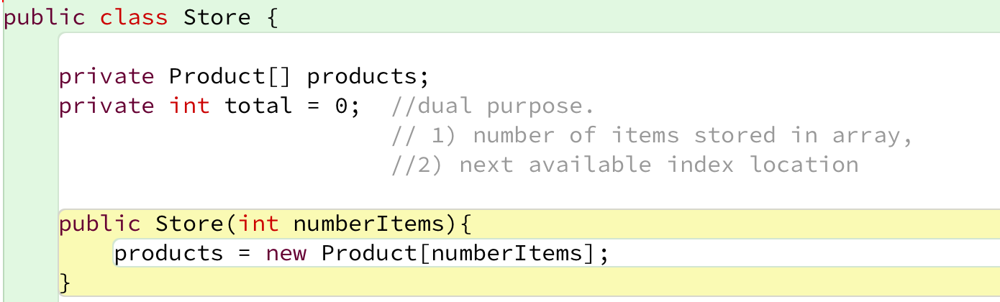 public class Store {
private Product[] products;
private int total = 0;  //dual purpose.
// 1) number of items stored in array,
//2) next available index location
public Store(int numberItems){
products = new Product[numberItems];
}